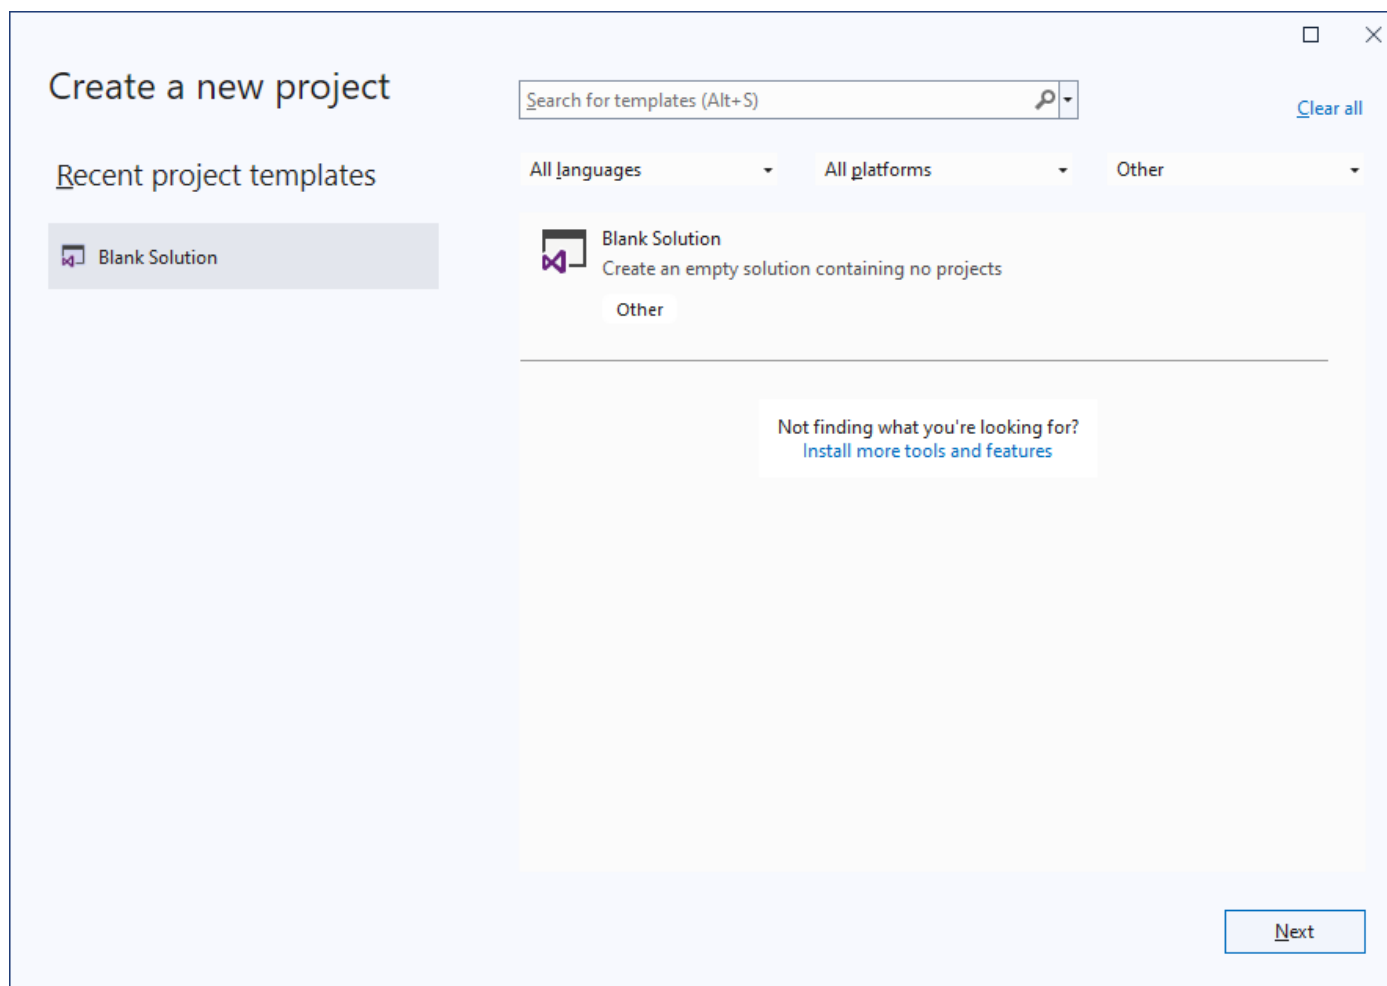 Create a new project
Search for templates (Alt+S)
Clear all
Recent project templates
All languages
All platforms
Other
Blank Solution
Blank Solution
Create an empty solution containing no projects
Other
Not finding what you're looking for?
Install more tools and features
Next